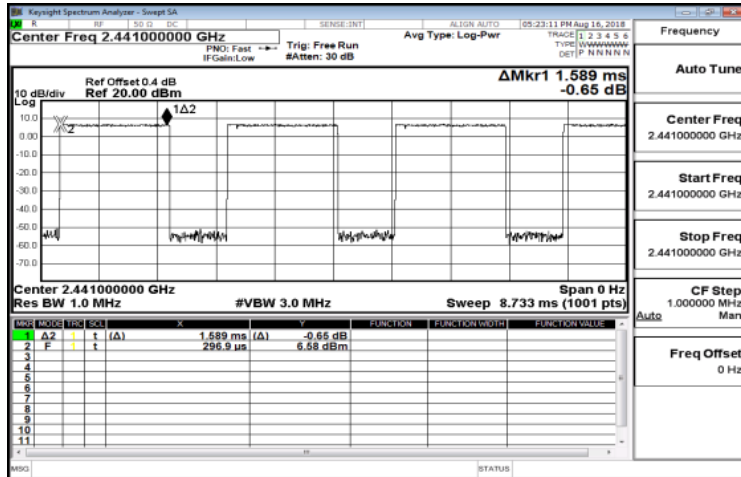 Keysight Spectrum Analyzer - Swept SA
R RF 50 Ω DC SENSE:INT ALIGN AUTO 05:23:11 PM Aug 16, 2018
Center Freq 2.441000000 GHz
PNO: Fast
IFGain:Low
Trig: Free Run
#Atten: 30 dB
Avg Type: Log-Pwr
TRACE 1 2 3 4 5 6
TYPE WWWWWW
DET P N N N N N
Ref Offset 0.4 dB
10 dB/div Ref 20.00 dBm
Log
ΔMkr1 1.589 ms
-0.65 dB
1Δ2
2
10.0
0.00
-10.0
-20.0
-30.0
-40.0
-50.0
-60.0
-70.0
Center 2.441000000 GHz Span 0 Hz
Res BW 1.0 MHz #VBW 3.0 MHz Sweep 8.733 ms (1001 pts)
MKR MODE TRC SCL X Y FUNCTION FUNCTION WIDTH FUNCTION VALUE
1 Δ2 1 t (Δ) 1.589 ms (Δ) -0.65 dB
2 F 1 t 296.9 µs 6.58 dBm
3
4
5
6
7
8
9
10
11
MSG STATUS
Frequency
Auto Tune
Center Freq
2.441000000 GHz
Start Freq
2.441000000 GHz
Stop Freq
2.441000000 GHz
CF Step
1.000000 MHz
Auto Man
Freq Offset
0 Hz